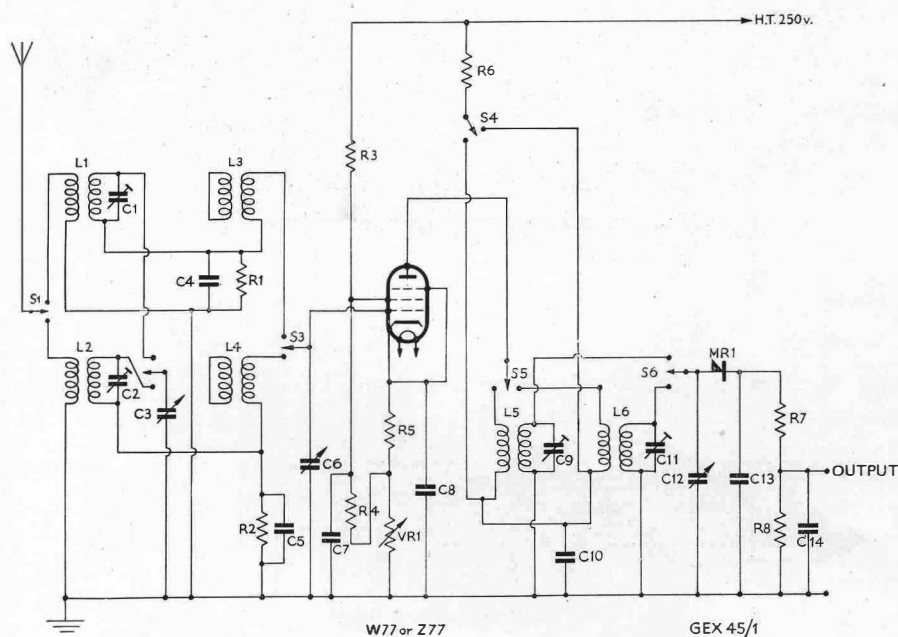 H.T. 250 v.
R6
S4
R3
L1
L3
C1
C4
R1
S1
S3
L2
L4
C2
C3
S5
S6
MR1
L5
L6
R5
C6
C9
C11
R7
C12
C13
OUTPUT
C8
R4
R2
C5
C7
VR1
C10
R8
C14
W77 or Z77
GEX 45/1